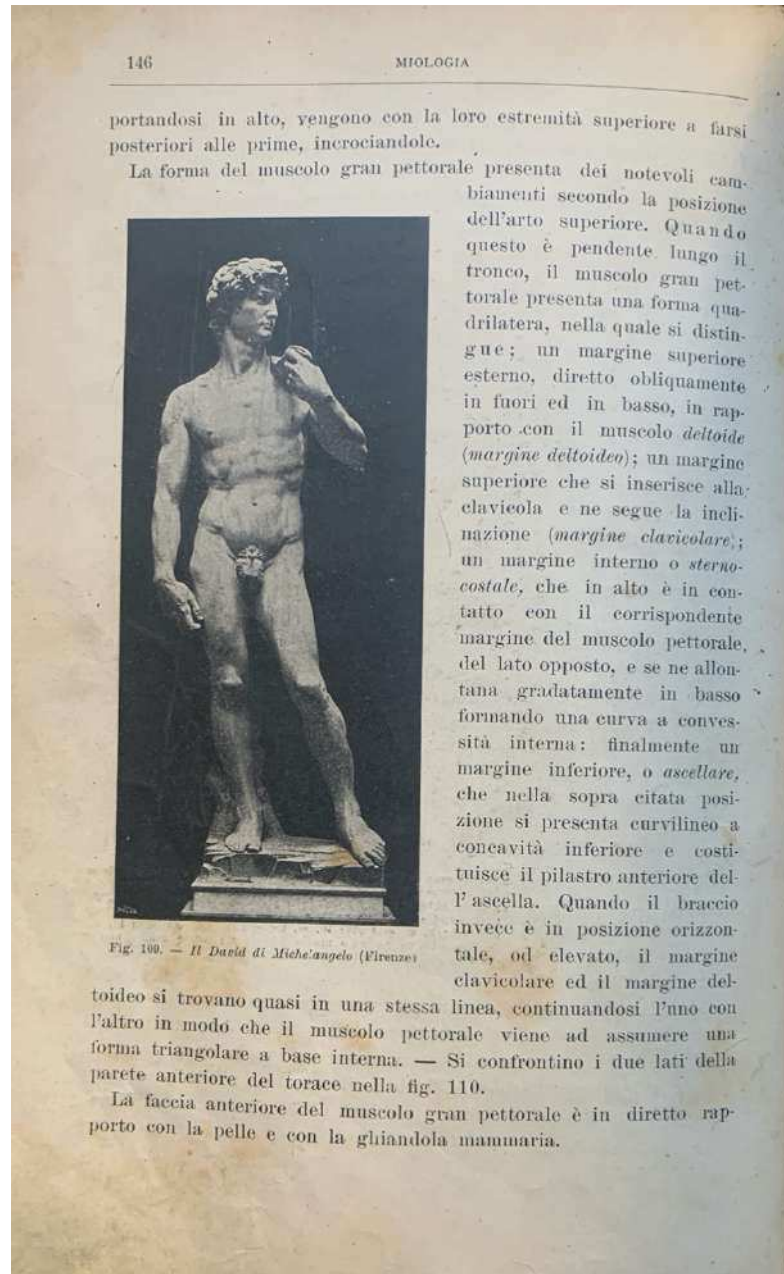 146
MIOLOGIA
portandosi in alto, vengono con la loro estremità superiore a farsi
posteriori alle prime, incrociandole.
La forma del muscolo gran pettorale presenta dei notevoli cam-
biamenti secondo la posizione
dell'arto superiore. Quando
questo è pendente lungo il
tronco, il muscolo gran pet-
torale presenta una forma qua-
drilatera, nella quale si distin-
gue; un margine superiore
esterno, diretto obliquamente
in fuori ed in basso, in rap-
porto con il muscolo deltoide
(margine deltoideo); un margine
superiore che si inserisce alla
clavicola e ne segue la incli-
nazione (margine clavicolare);
un margine interno o sterno-
costale, che in alto è in con-
tatto con il corrispondente
margine del muscolo pettorale,
del lato opposto, e se ne allon-
tana gradatamente in basso
formando una curva a conves-
sità interna: finalmente un
margine inferiore, o ascellare,
che nella sopra citata posi-
zione si presenta curvilineo a
concavità inferiore e costi-
tuisce il pilastro anteriore del-
l'ascella. Quando il braccio
invece è in posizione orizzon-
tale, od elevato, il margine
clavicolare ed il margine del-
toideo si trovano quasi in una stessa linea, continuandosi l'uno con
l'altro in modo che il muscolo pettorale viene ad assumere una
forma triangolare a base interna. — Si confrontino i due lati della
parete anteriore del torace nella fig. 110.
La faccia anteriore del muscolo gran pettorale è in diretto rap-
porto con la pelle e con la ghiandola mammaria.
Fig. 109. — Il David di Michelangelo (Firenze)